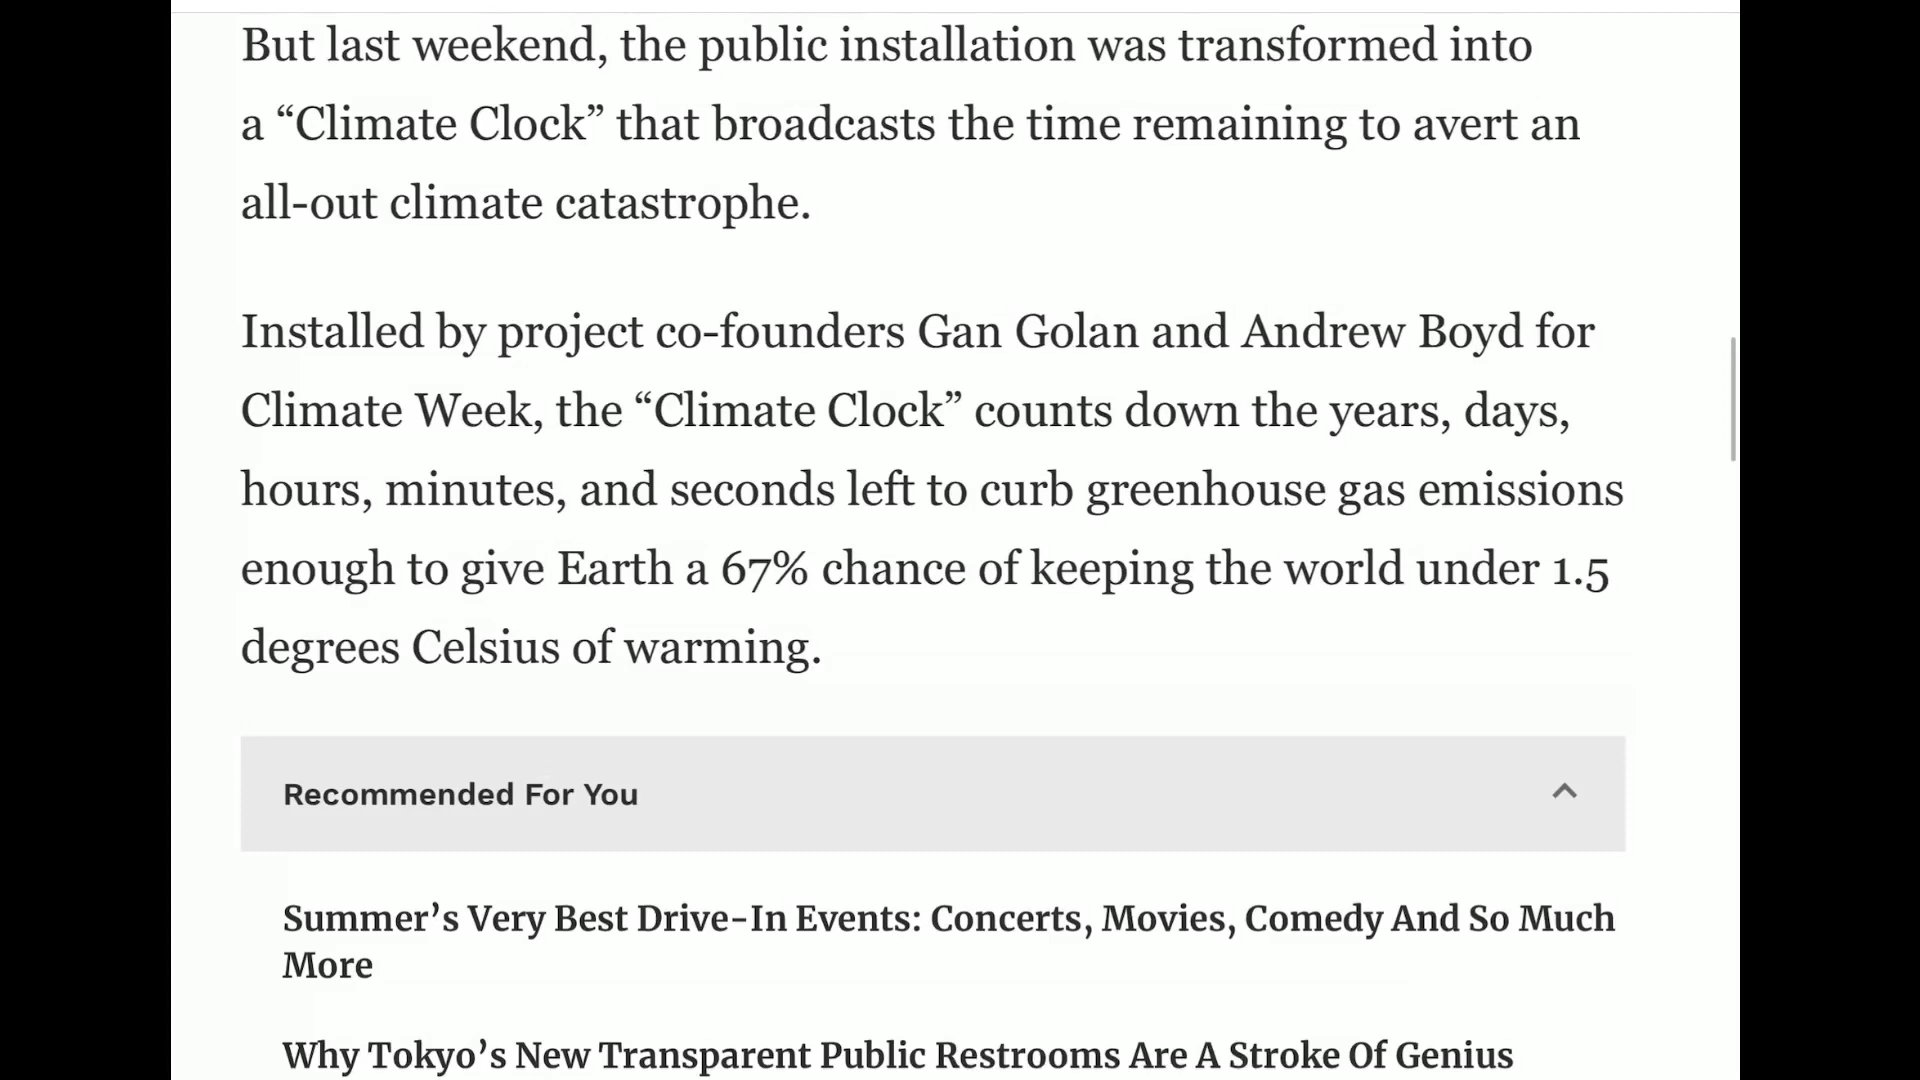 But last weekend, the public installation was transformed into
a “Climate Clock” that broadcasts the time remaining to avert an
all-out climate catastrophe.
Installed by project co-founders Gan Golan and Andrew Boyd for
Climate Week, the “Climate Clock” counts down the years, days,
hours, minutes, and seconds left to curb greenhouse gas emissions
enough to give Earth a 67% chance of keeping the world under 1.5
degrees Celsius of warming.
Recommended For You
Summer’s Very Best Drive-In Events: Concerts, Movies, Comedy And So Much
More
Why Tokyo’s New Transparent Public Restrooms Are A Stroke Of Genius